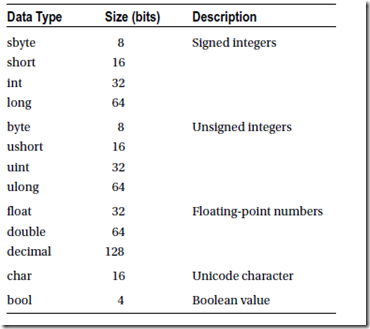 Data Type Size (bits) Description
sbyte 8 Signed integers
short 16
int 32
long 64
byte 8 Unsigned integers
ushort 16
uint 32
ulong 64
float 32 Floating-point numbers
double 64
decimal 128
char 16 Unicode character
bool 4 Boolean value